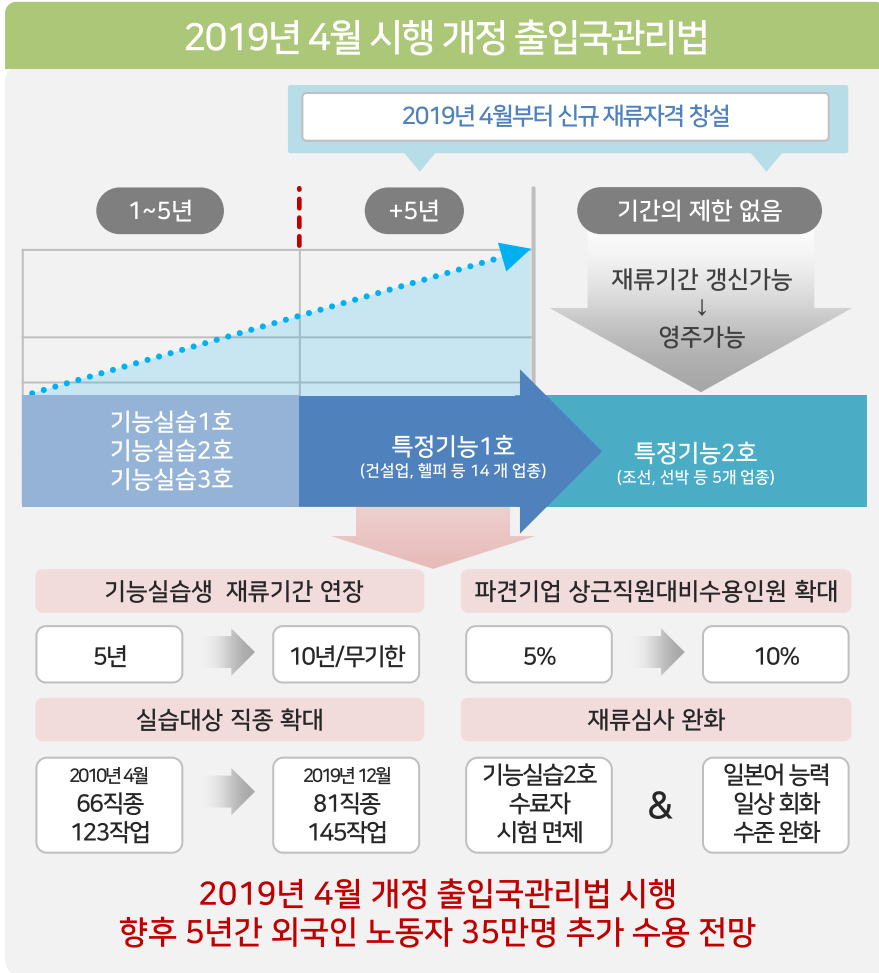 2019년 4월 시행 개정 출입국관리법
2019년 4월부터 신규 재류자격 창설
1~5년
+5년
기간의 제한 없음
재류기간 갱신가능
↓
영주가능
기능실습1호
기능실습2호
기능실습3호
특정기능1호
(건설업, 헬퍼 등 14 개 업종)
특정기능2호
(조선, 선박 등 5개 업종)
기능실습생 재류기간 연장
5년
10년/무기한
파견기업 상근직원대비수용인원 확대
5%
10%
실습대상 직종 확대
2010년 4월
66직종
123작업
2019년 12월
81직종
145작업
재류심사 완화
기능실습2호
수료자
시험 면제
&
일본어 능력
일상 회화
수준 완화
2019년 4월 개정 출입국관리법 시행
향후 5년간 외국인 노동자 35만명 추가 수용 전망